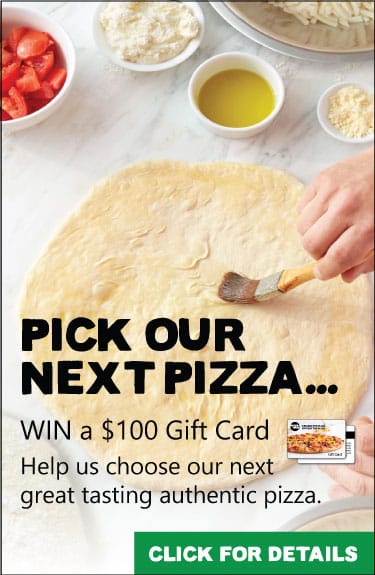 PICK OUR
NEXT PIZZA...
WIN a $100 Gift Card
Help us choose our next
great tasting authentic pizza.
CLICK FOR DETAILS